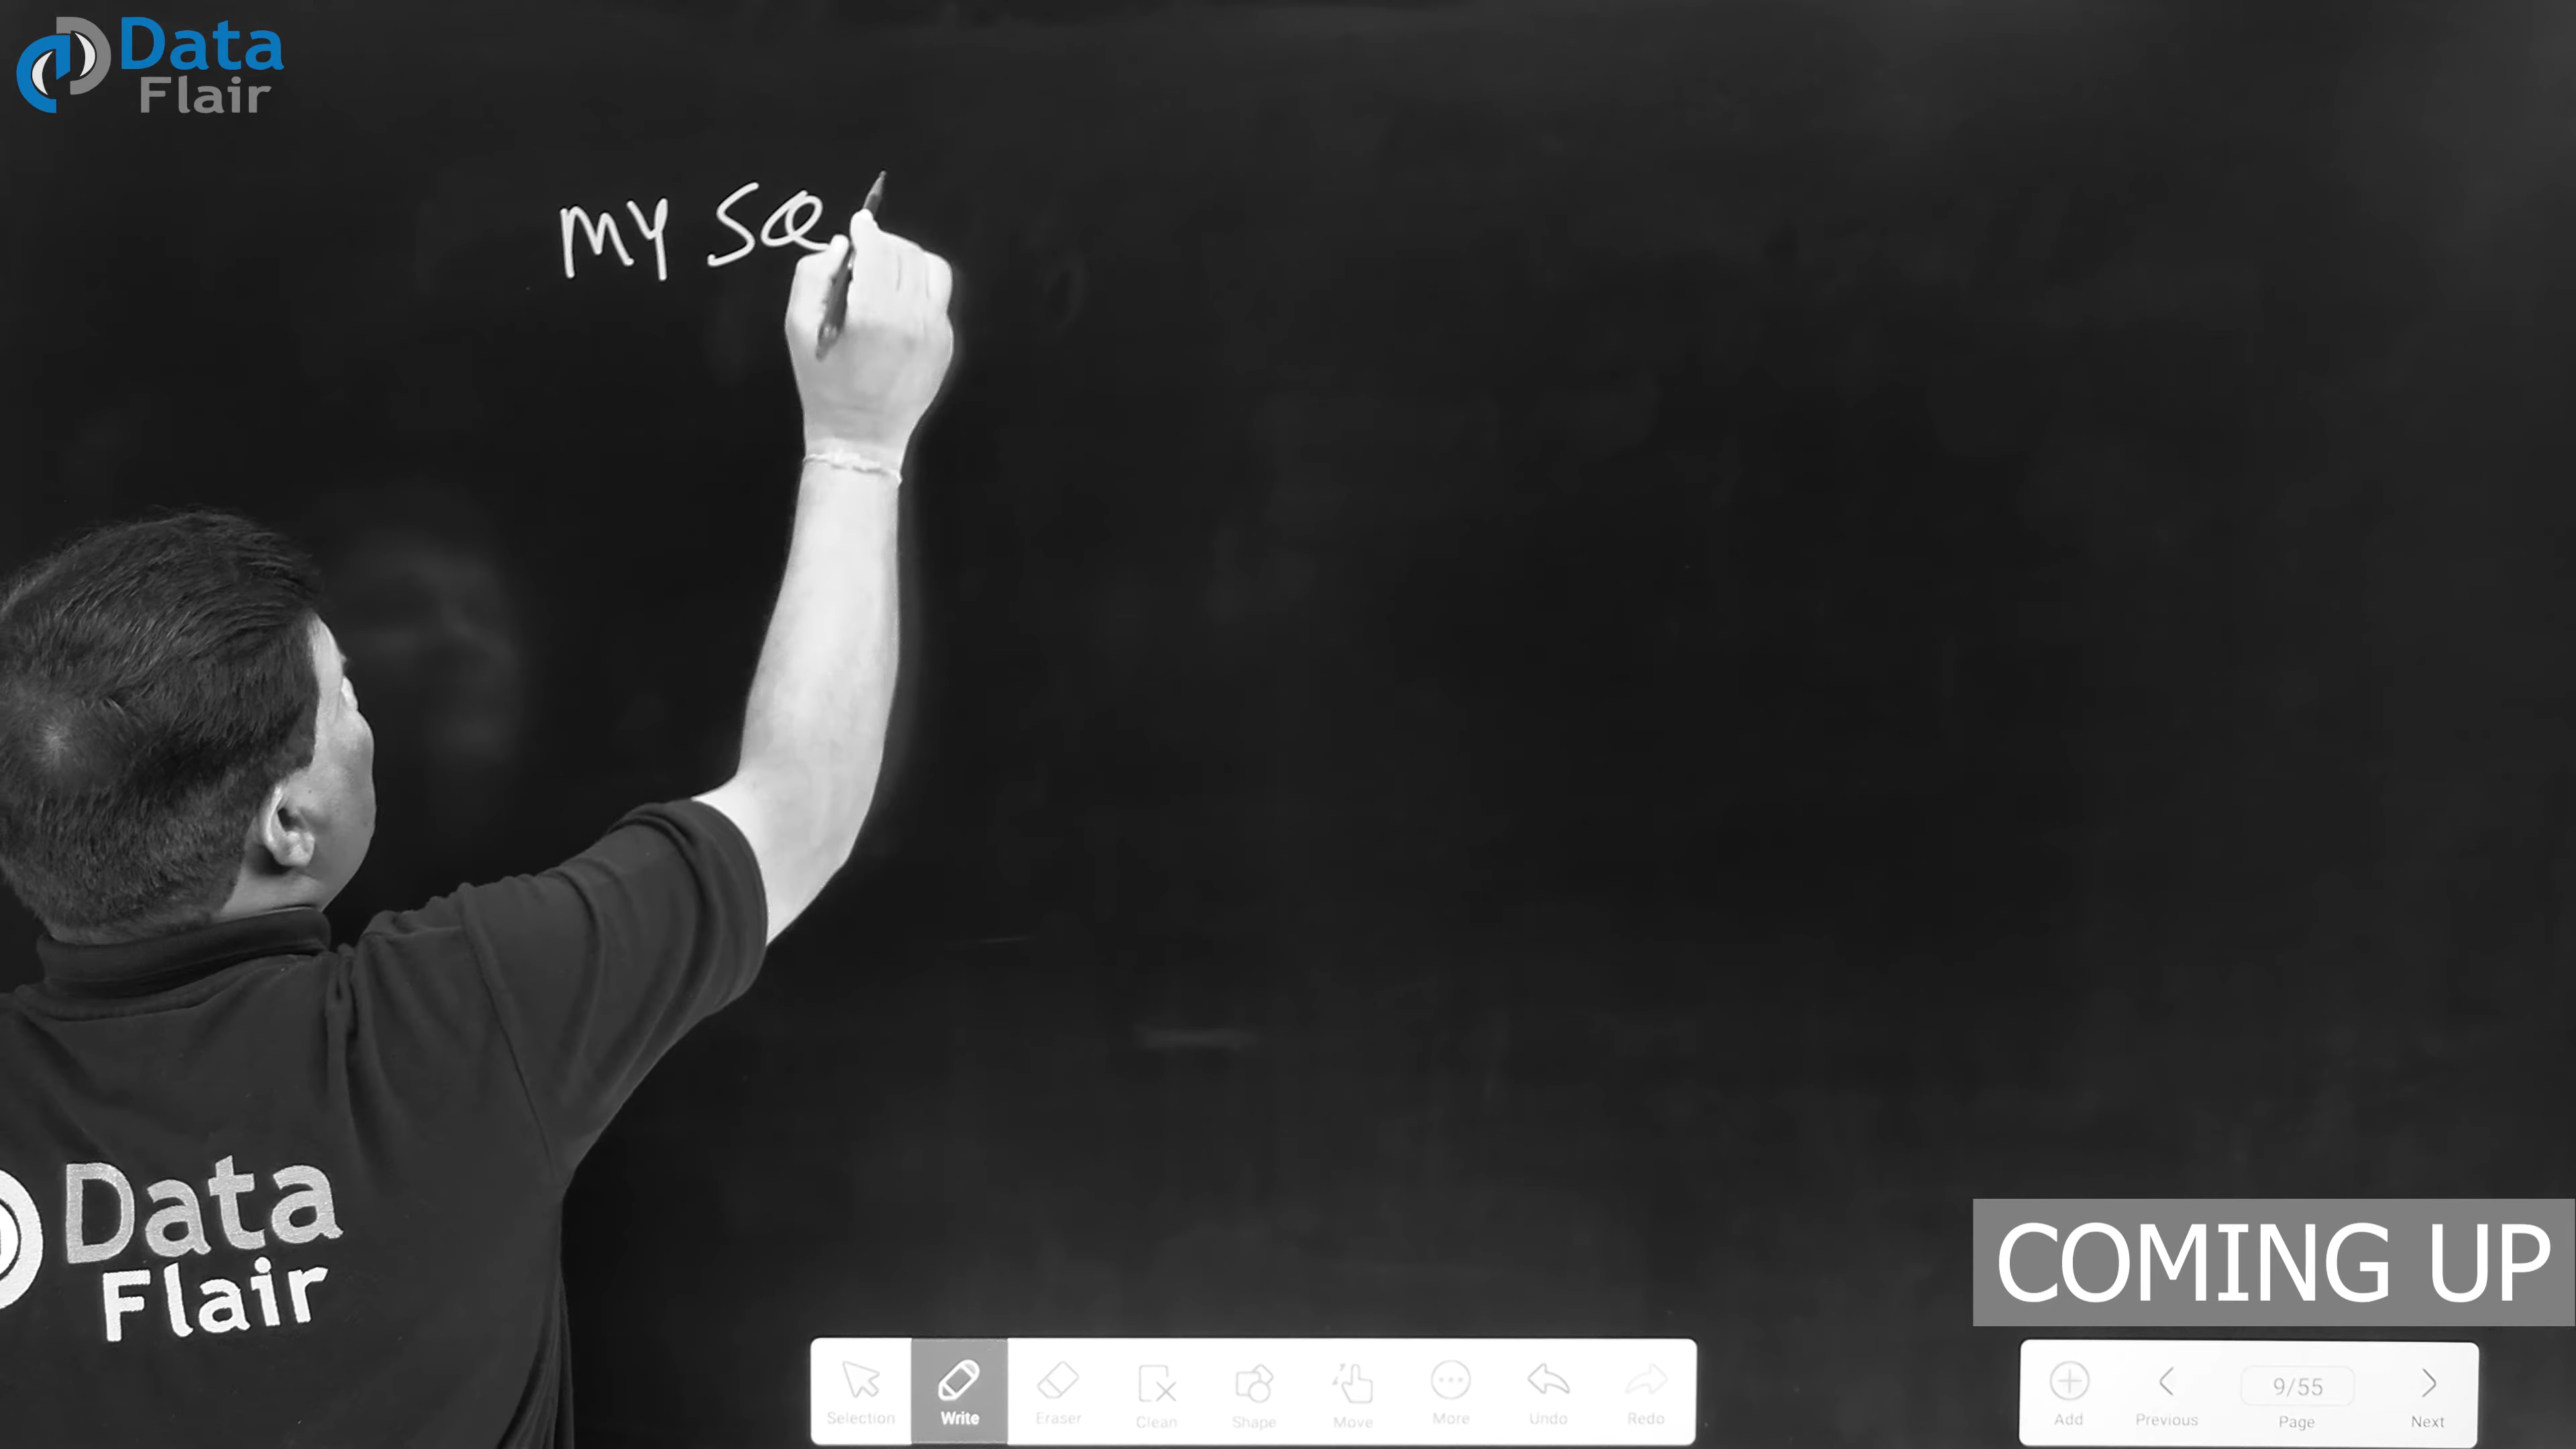 Data
Flair
MY SQ
Data
Flair
COMING UP
Selection Write Eraser Clean Shape Move More Undo Redo
Add Previous 9/55 Page Next